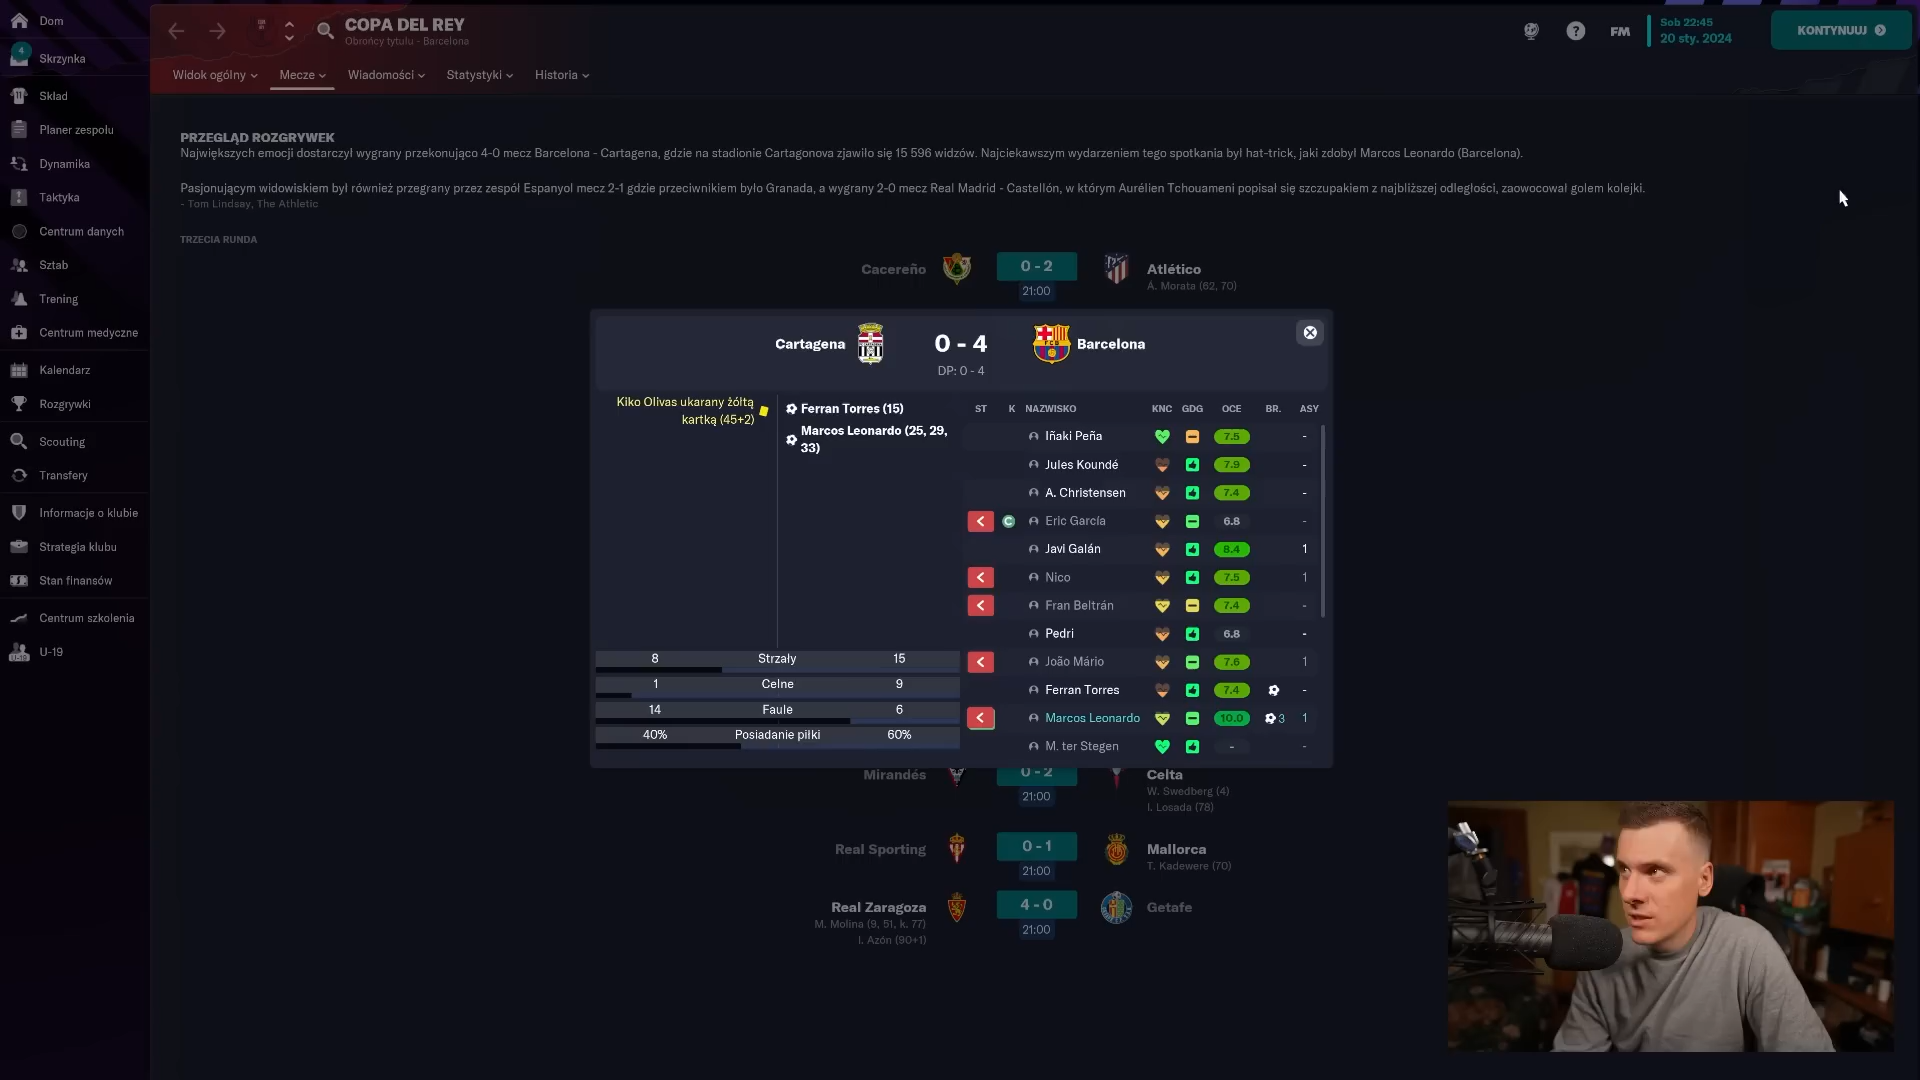 Dom
4
Skrzynka
Skład
Planer zespołu
Dynamika
Taktyka
Centrum danych
Sztab
Trening
Centrum medyczne
Kalendarz
Rozgrywki
Scouting
Transfery
Informacje o klubie
Strategia klubu
Stan finansów
Centrum szkolenia
U-19
COPA DEL REY
Obrońcy tytułu - Barcelona
FM
Sob 22:45
20 sty. 2024
KONTYNUUJ
Widok ogólny
Mecze
Wiadomości
Statystyki
Historia
PRZEGLĄD ROZGRYWEK
Największych emocji dostarczył wygrany przekonująco 4-0 mecz Barcelona - Cartagena, gdzie na stadionie Cartagonova zjawiło się 15 596 widzów. Najciekawszym wydarzeniem tego spotkania był hat-trick, jaki zdobył Marcos Leonardo (Barcelona).
Pasjonującym widowiskiem był również przegrany przez zespół Espanyol mecz 2-1 gdzie przeciwnikiem było Granada, a wygrany 2-0 mecz Real Madrid - Castellón, w którym Aurélien Tchouameni popisał się szczupakiem z najbliższej odległości, zaowocował golem kolejki.
- Tom Lindsay, The Athletic
TRZECIA RUNDA
Cacereño 0 - 2 Atlético
21:00
Á. Morata (62, 70)
Cartagena 0 - 4 Barcelona
DP: 0 - 4
Kiko Olivas ukarany żółtą
kartką (45+2)
Ferran Torres (15)
Marcos Leonardo (25, 29,
33)
8 Strzały 15
1 Celne 9
14 Faule 6
40% Posiadanie piłki 60%
ST K NAZWISKO KNC GDG OCE BR. ASY
Iñaki Peña 7.5 -
Jules Koundé 7.9 -
A. Christensen 7.4 -
C Eric García 6.8 -
Javi Galán 8.4 1
Nico 7.5 1
Fran Beltrán 7.4 -
Pedri 6.8 -
João Mário 7.6 1
Ferran Torres 7.4 -
Marcos Leonardo 10.0 3 1
M. ter Stegen - -
Mirandés 0 - 2 Celta
21:00
W. Swedberg (4)
I. Losada (78)
Real Sporting 0 - 1 Mallorca
21:00
T. Kadewere (70)
Real Zaragoza 4 - 0 Getafe
M. Molina (9, 51, k. 77)
21:00
I. Azón (90+1)